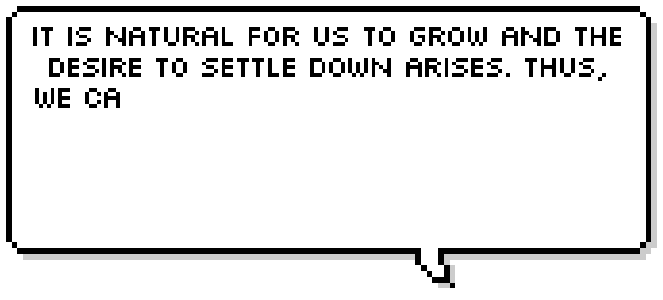 IT IS NATURAL FOR US TO GROW AND THE
DESIRE TO SETTLE DOWN ARISES. THUS,
WE CA